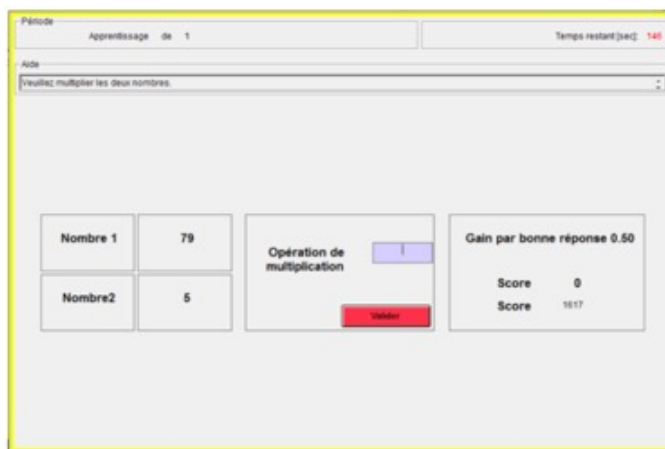 Période
Apprentissage de 1
Temps restant [sec]: 146
Aide
Veuillez multiplier les deux nombres.
Nombre 1
79
Nombre2
5
Opération de
multiplication
Valider
Gain par bonne réponse 0.50
Score 0
Score 1617